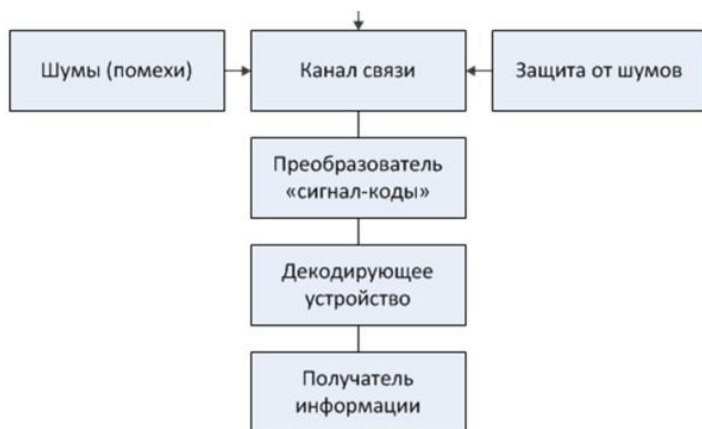 Шумы (помехи)
Канал связи
Защита от шумов
Преобразователь
«сигнал-коды»
Декодирующее
устройство
Получатель
информации